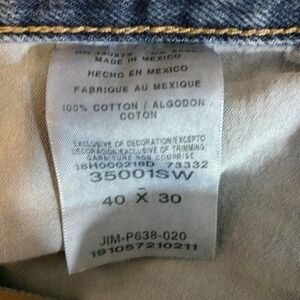 MADE IN MEXICO
HECHO EN MEXICO
FABRIQUE AU MEXIQUE
100% COTTON / ALGODON
COTON
EXCLUSIVE OF DECORATION/EXCEPTO
DECORACION/EXCLUSIVE OF TRIMMING/
GARNITURE NON COMPRISE
18H000218D 73332
35001SW
-
40 X 30
JIM-P638-020
191057210211